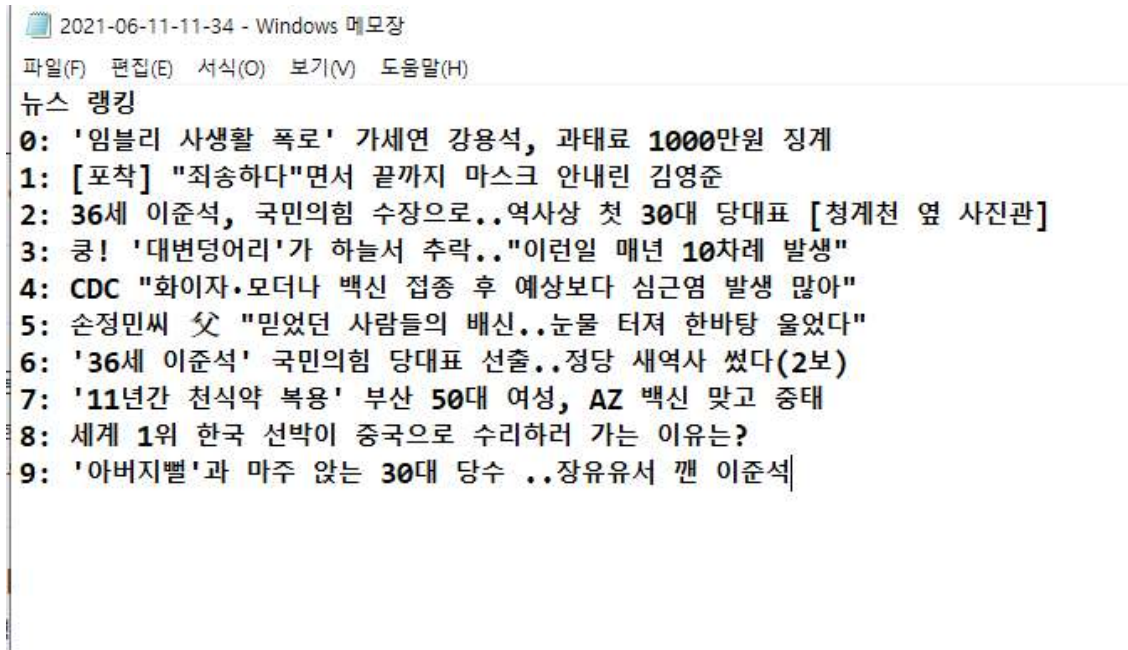 2021-06-11-11-34 - Windows 메모장
파일(F) 편집(E) 서식(O) 보기(V) 도움말(H)
뉴스 랭킹
0: '임블리 사생활 폭로' 가세연 강용석, 과태료 1000만원 징계
1: [포착] "죄송하다"면서 끝까지 마스크 안내린 김영준
2: 36세 이준석, 국민의힘 수장으로..역사상 첫 30대 당대표 [청계천 옆 사진관]
3: 쿵! '대변덩어리'가 하늘서 추락.."이런일 매년 10차례 발생"
4: CDC "화이자·모더나 백신 접종 후 예상보다 심근염 발생 많아"
5: 손정민씨 父 "믿었던 사람들의 배신..눈물 터져 한바탕 울었다"
6: '36세 이준석' 국민의힘 당대표 선출..정당 새역사 썼다(2보)
7: '11년간 천식약 복용' 부산 50대 여성, AZ 백신 맞고 중태
8: 세계 1위 한국 선박이 중국으로 수리하러 가는 이유는?
9: '아버지뻘'과 마주 앉는 30대 당수 ..장유유서 깬 이준석